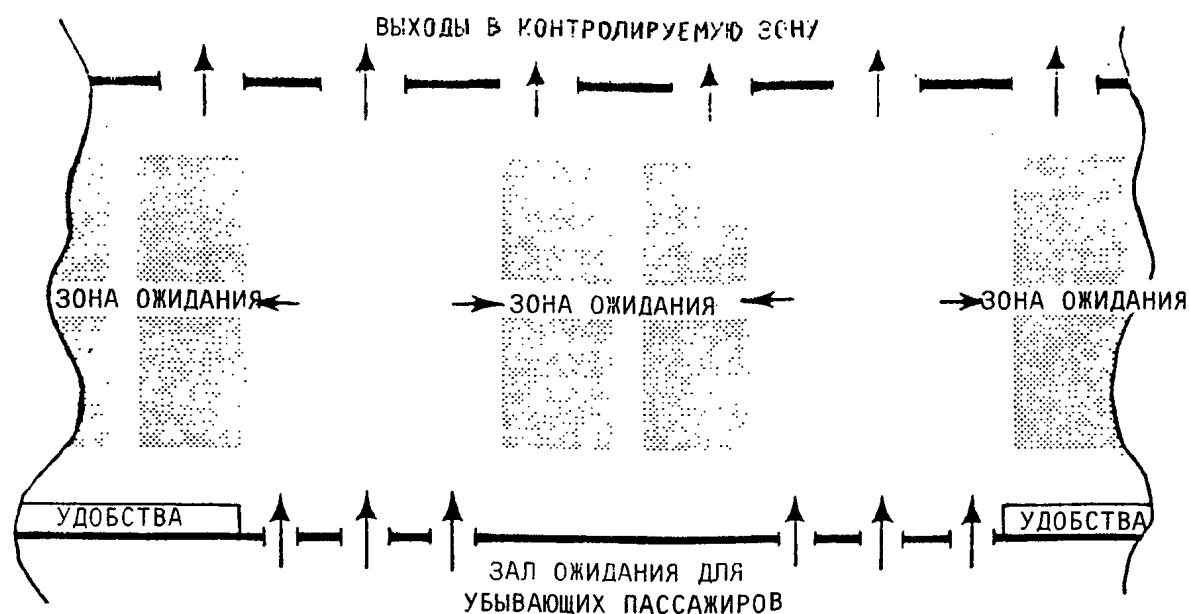 ВЫХОДЫ В КОНТРОЛИРУЕМУЮ ЗОНУ
ЗОНА ОЖИДАНИЯ
ЗОНА ОЖИДАНИЯ
ЗОНА ОЖИДАНИЯ
УДОБСТВА
УДОБСТВА
ЗАЛ ОЖИДАНИЯ ДЛЯ
УБЫВАЮЩИХ ПАССАЖИРОВ